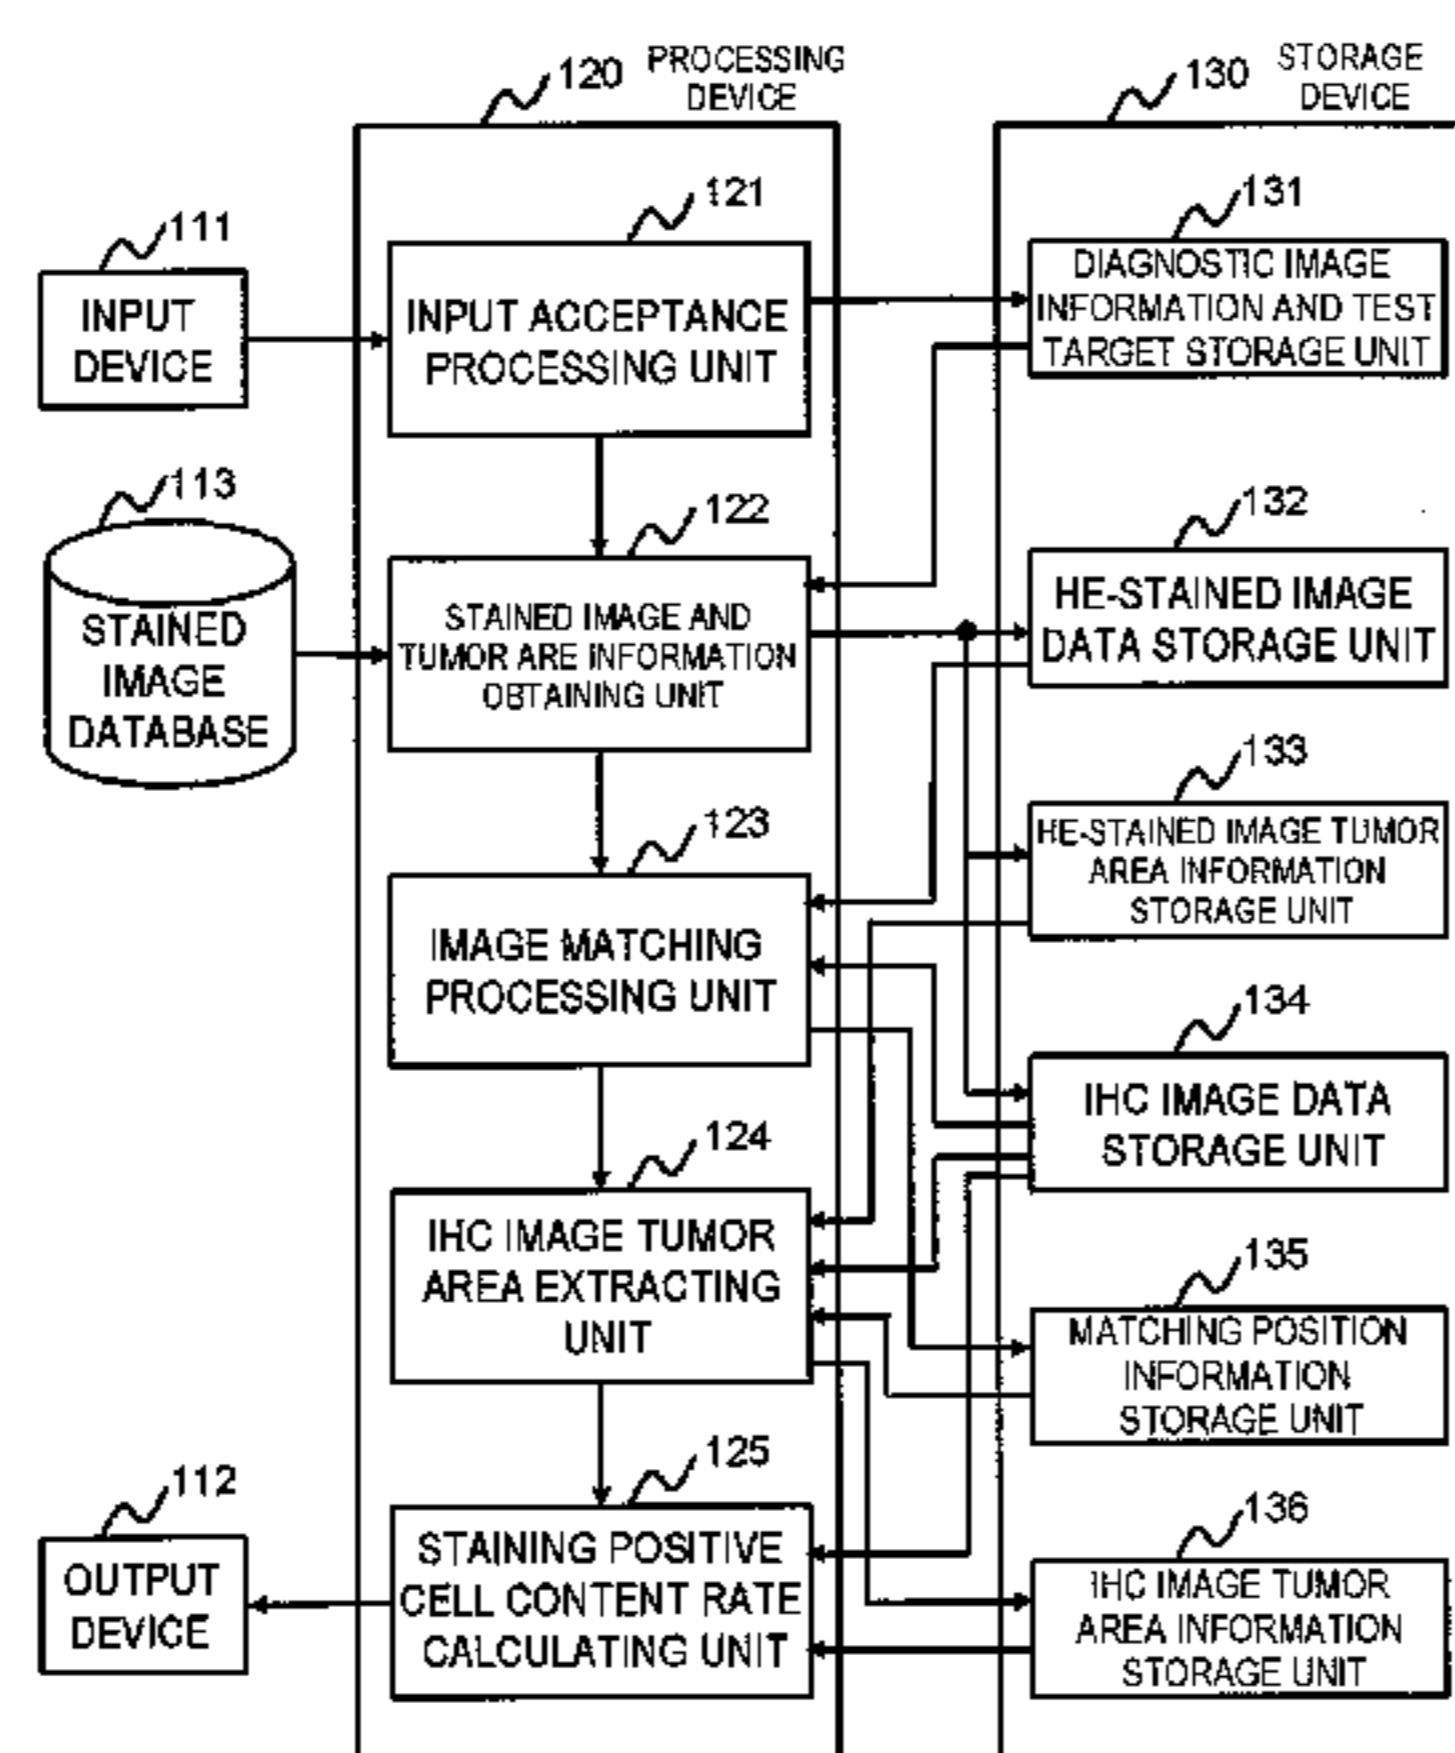 120
PROCESSING
DEVICE
130
STORAGE
DEVICE
111
INPUT
DEVICE
121
INPUT ACCEPTANCE
PROCESSING UNIT
131
DIAGNOSTIC IMAGE
INFORMATION AND TEST
TARGET STORAGE UNIT
113
STAINED
IMAGE
DATABASE
122
STAINED IMAGE AND
TUMOR ARE INFORMATION
OBTAINING UNIT
132
HE-STAINED IMAGE
DATA STORAGE UNIT
123
IMAGE MATCHING
PROCESSING UNIT
133
HE-STAINED IMAGE TUMOR
AREA INFORMATION
STORAGE UNIT
134
IHC IMAGE DATA
STORAGE UNIT
124
IHC IMAGE TUMOR
AREA EXTRACTING
UNIT
135
MATCHING POSITION
INFORMATION
STORAGE UNIT
112
OUTPUT
DEVICE
125
STAINING POSITIVE
CELL CONTENT RATE
CALCULATING UNIT
136
IHC IMAGE TUMOR
AREA INFORMATION
STORAGE UNIT